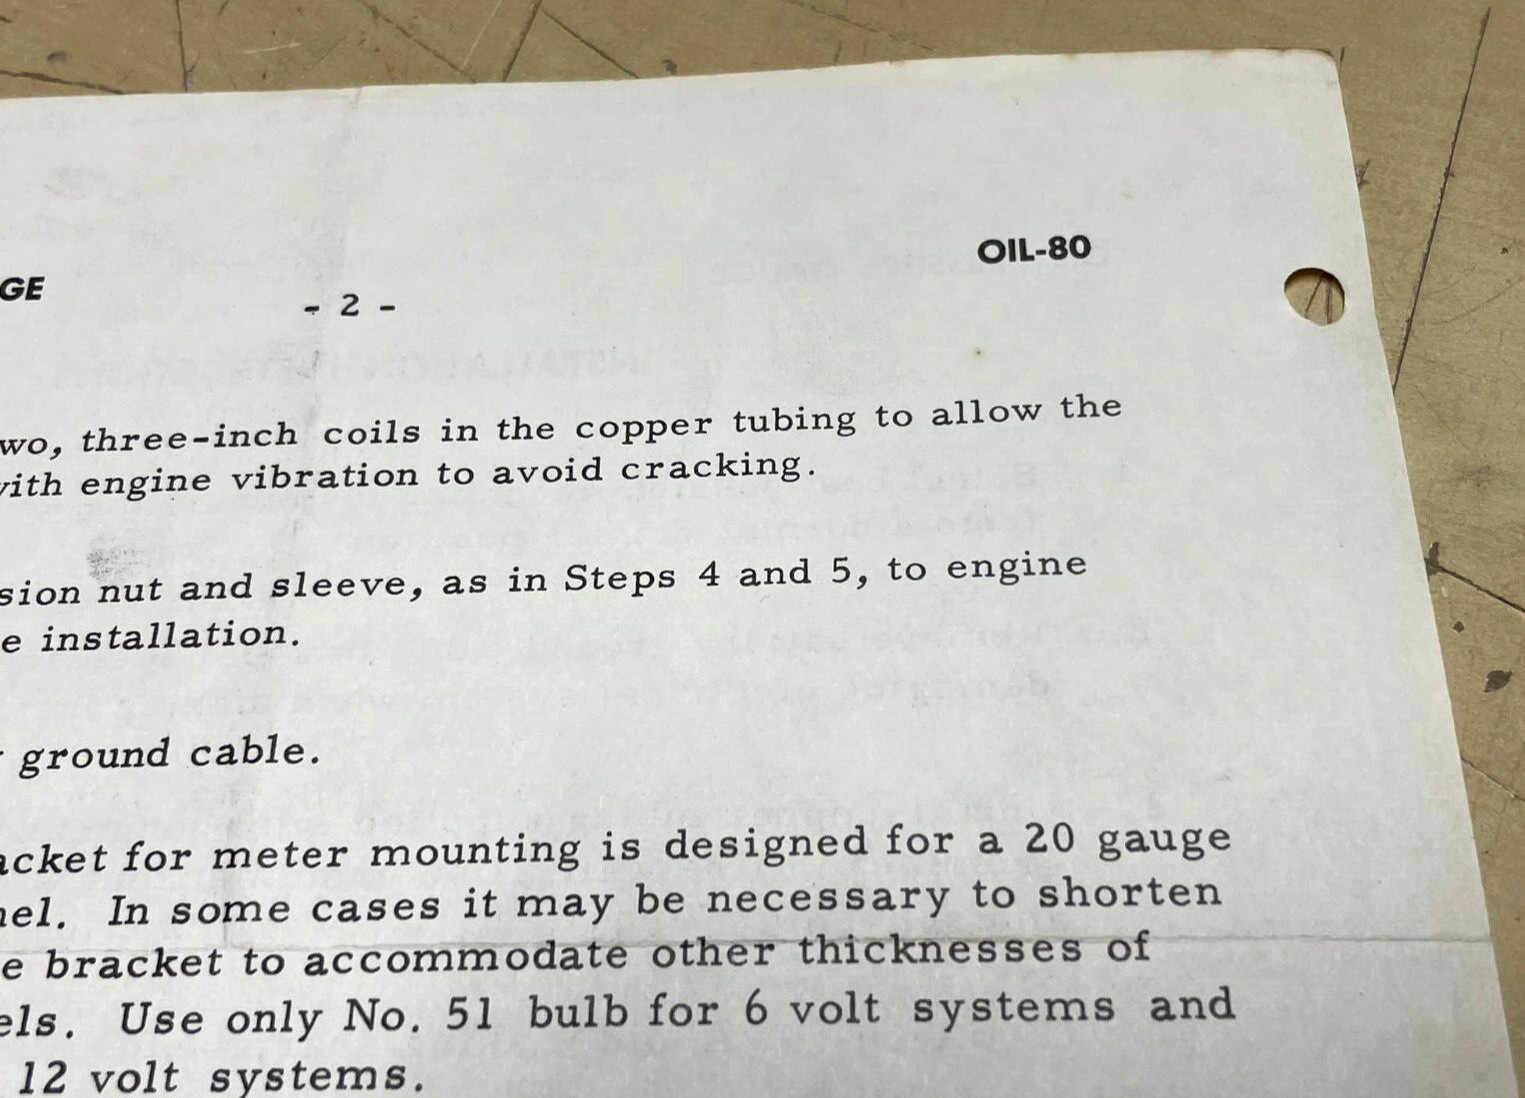 OIL-80
GE
- 2 -
wo, three-inch coils in the copper tubing to allow the
with engine vibration to avoid cracking.
sion nut and sleeve, as in Steps 4 and 5, to engine
e installation.
ground cable.
acket for meter mounting is designed for a 20 gauge
nel. In some cases it may be necessary to shorten
e bracket to accommodate other thicknesses of
els. Use only No. 51 bulb for 6 volt systems and
12 volt systems.